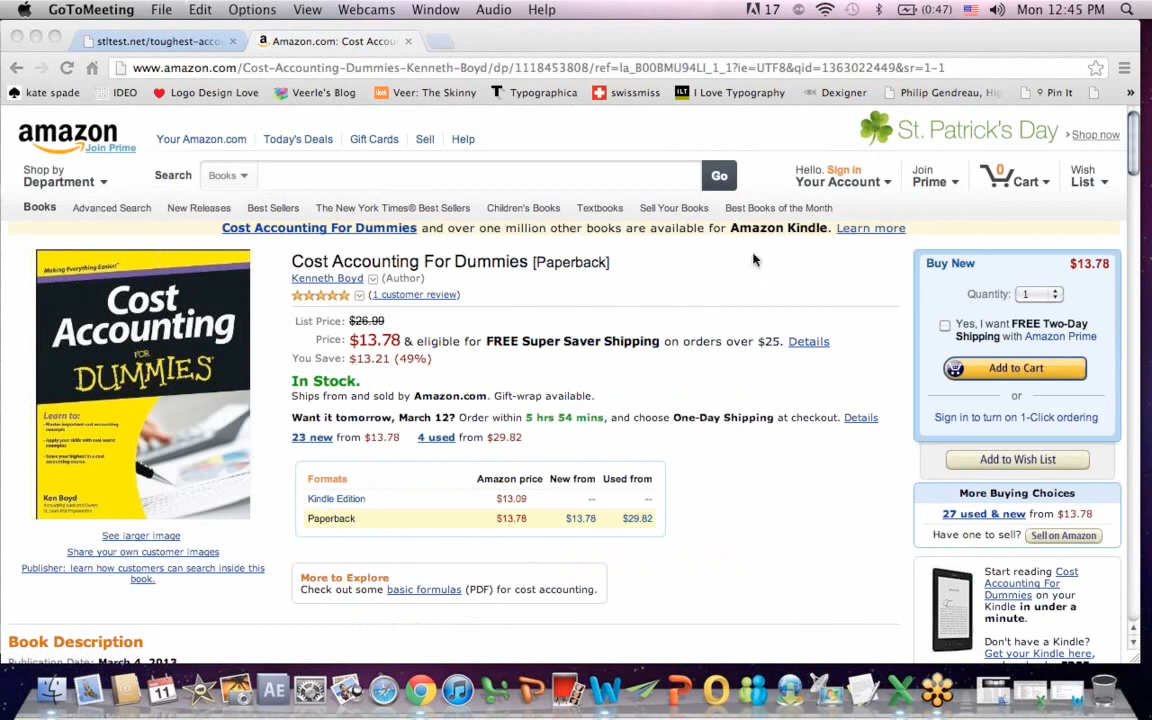 GoToMeeting File Edit Options View Webcams Window Audio Help 17 (0:47) Mon 12:45 PM
stltest.net/toughest-acco Amazon.com: Cost Accou
www.amazon.com/Cost-Accounting-Dummies-Kenneth-Boyd/dp/1118453808/ref=la_B00BMU94LI_1_1?ie=UTF8&qid=1363022449&sr=1-1
kate spade IDEO Logo Design Love Veerle's Blog Veer: The Skinny Typographica swissmiss ILT I Love Typography Dexigner Philip Gendreau, Hig Pin It »
amazon Your Amazon.com Today's Deals Gift Cards Sell Help St. Patrick's Day Shop now
Join Prime
Shop by Department Search Books Go Hello. Sign in Your Account Join Prime 0 Cart Wish List
Books Advanced Search New Releases Best Sellers The New York Times® Best Sellers Children's Books Textbooks Sell Your Books Best Books of the Month
Cost Accounting For Dummies and over one million other books are available for Amazon Kindle. Learn more
Making Everything Easier!
Cost Accounting
FOR
DUMMIES
Learn to:
Ken Boyd
See larger image
Share your own customer images
Publisher: learn how customers can search inside this
book.
Cost Accounting For Dummies [Paperback]
Kenneth Boyd (Author)
(1 customer review)
List Price: $26.99
Price: $13.78 & eligible for FREE Super Saver Shipping on orders over $25. Details
You Save: $13.21 (49%)
In Stock.
Ships from and sold by Amazon.com. Gift-wrap available.
Want it tomorrow, March 12? Order within 5 hrs 54 mins, and choose One-Day Shipping at checkout. Details
23 new from $13.78 4 used from $29.82
Formats Amazon price New from Used from
Kindle Edition $13.09 -- --
Paperback $13.78 $13.78 $29.82
More to Explore
Check out some basic formulas (PDF) for cost accounting.
Buy New $13.78
Quantity: 1
Yes, I want FREE Two-Day
Shipping with Amazon Prime
Add to Cart
or
Sign in to turn on 1-Click ordering
Add to Wish List
More Buying Choices
27 used & new from $13.78
Have one to sell? Sell on Amazon
Start reading Cost
Accounting For
Dummies on your
Kindle in under a
minute.
Don't have a Kindle?
Get your Kindle here,
Book Description
Publication Date: March 4, 2013
11 AE